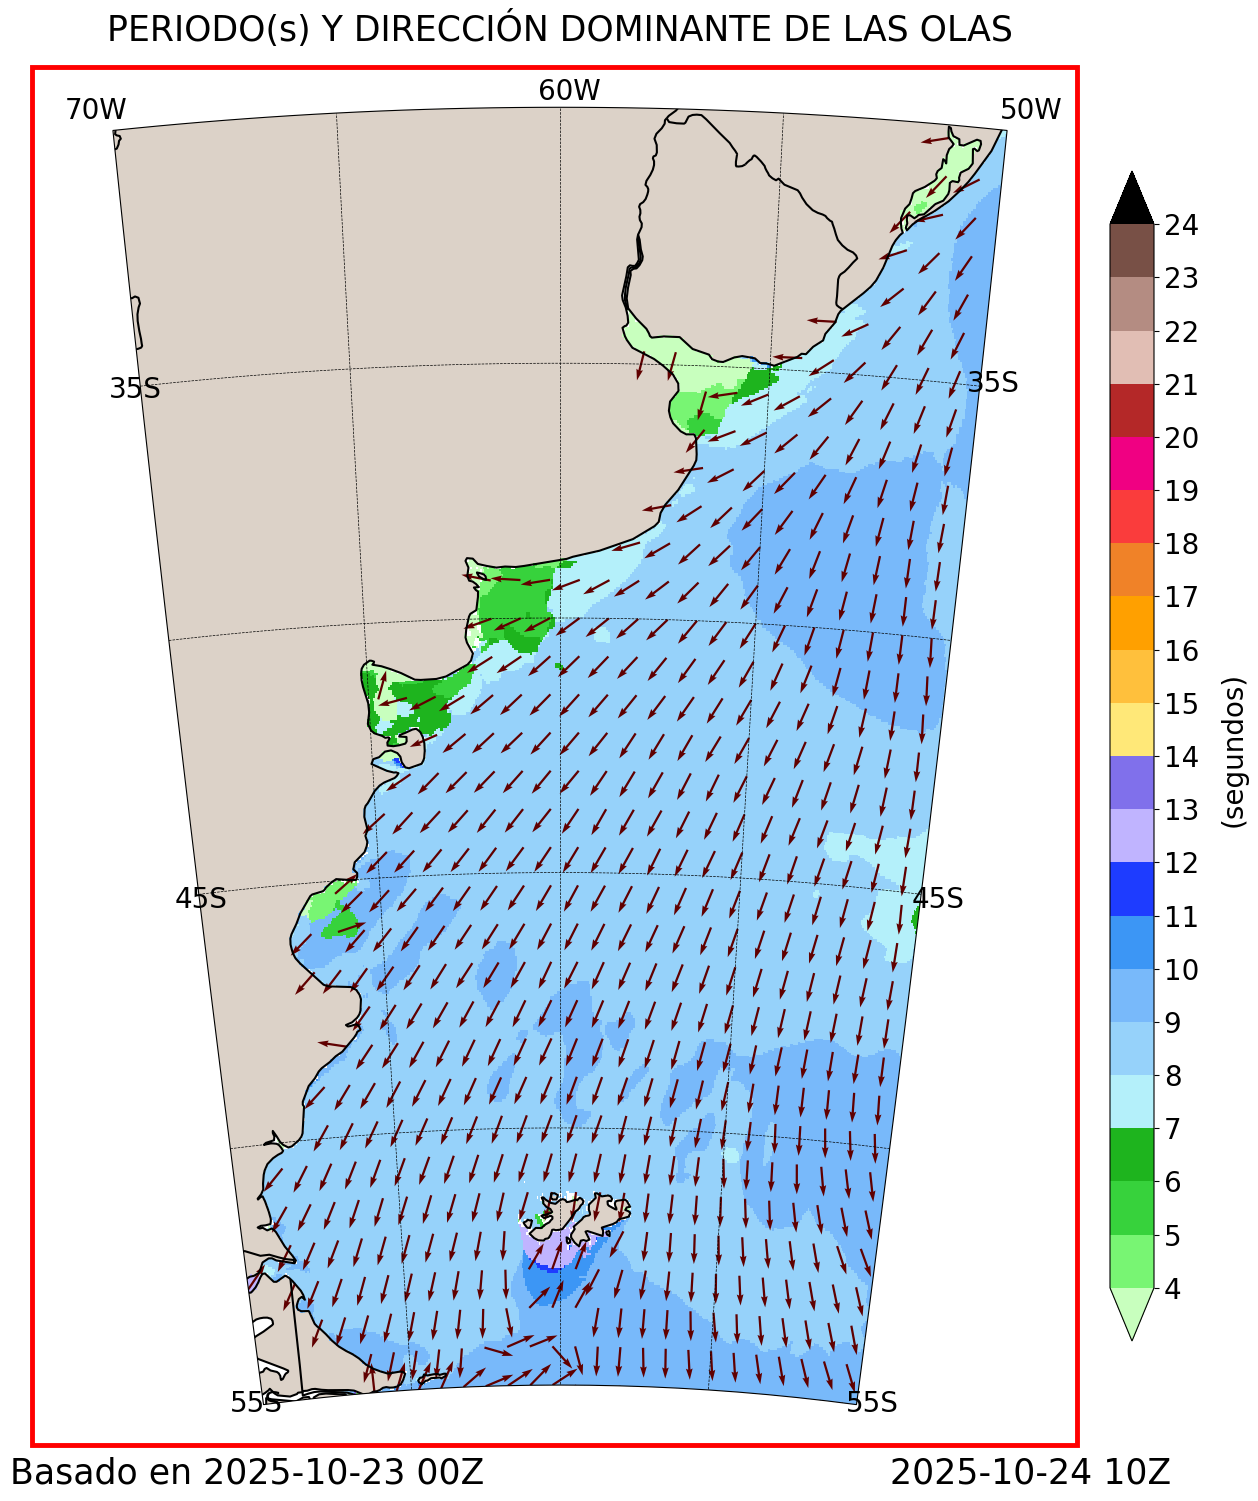 PERIODO(s) Y DIRECCIÓN DOMINANTE DE LAS OLAS
70W
60W
50W
35S
35S
45S
45S
55S
55S
24
23
22
21
20
19
18
17
16
15
14
13
12
11
10
9
8
7
6
5
4
(segundos)
Basado en 2025-10-23 00Z
2025-10-24 10Z